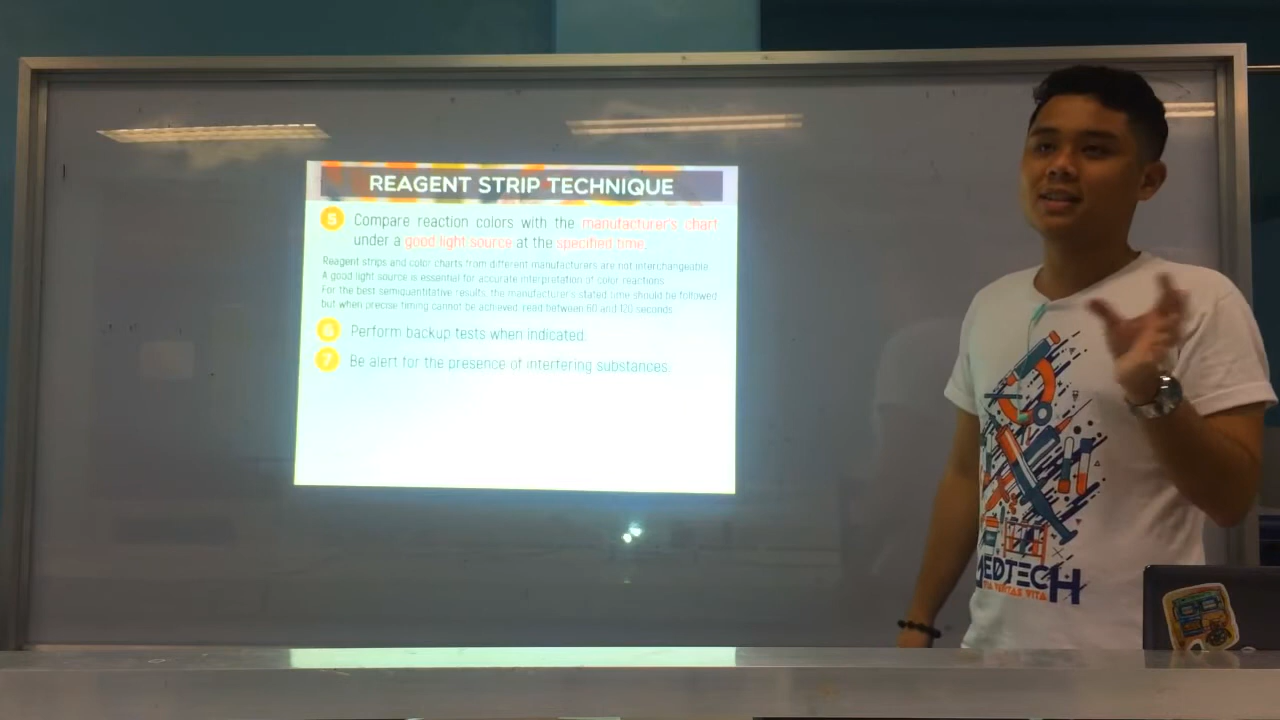 REAGENT STRIP TECHNIQUE
5 Compare reaction colors with the manufacturer's chart
under a good light source at the specified time.
Reagent strips and color charts from different manufacturers are not interchangeable.
A good light source is essential for accurate interpretation of color reactions.
For the best semiquantitative results, the manufacturer's stated time should be followed
but when precise timing cannot be achieved read between 60 and 120 seconds
6 Perform backup tests when indicated.
7 Be alert for the presence of interfering substances.
MEDTECH
VITA